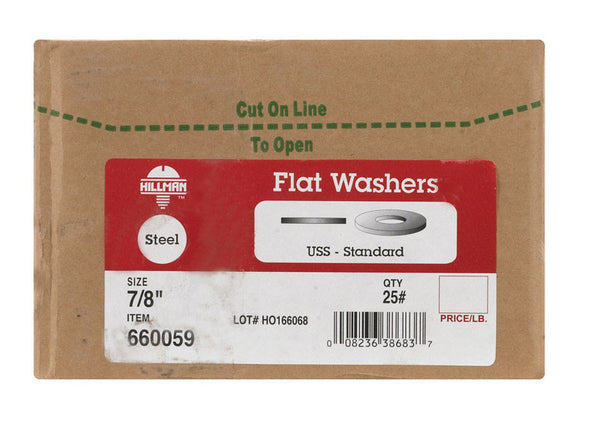 Cut On Line
To Open
HILLMAN
TM
Flat Washers
Steel
USS - Standard
SIZE
7/8"
QTY
25#
ITEM
660059
LOT# HO166068
PRICE/LB.
0 08236 38683 7